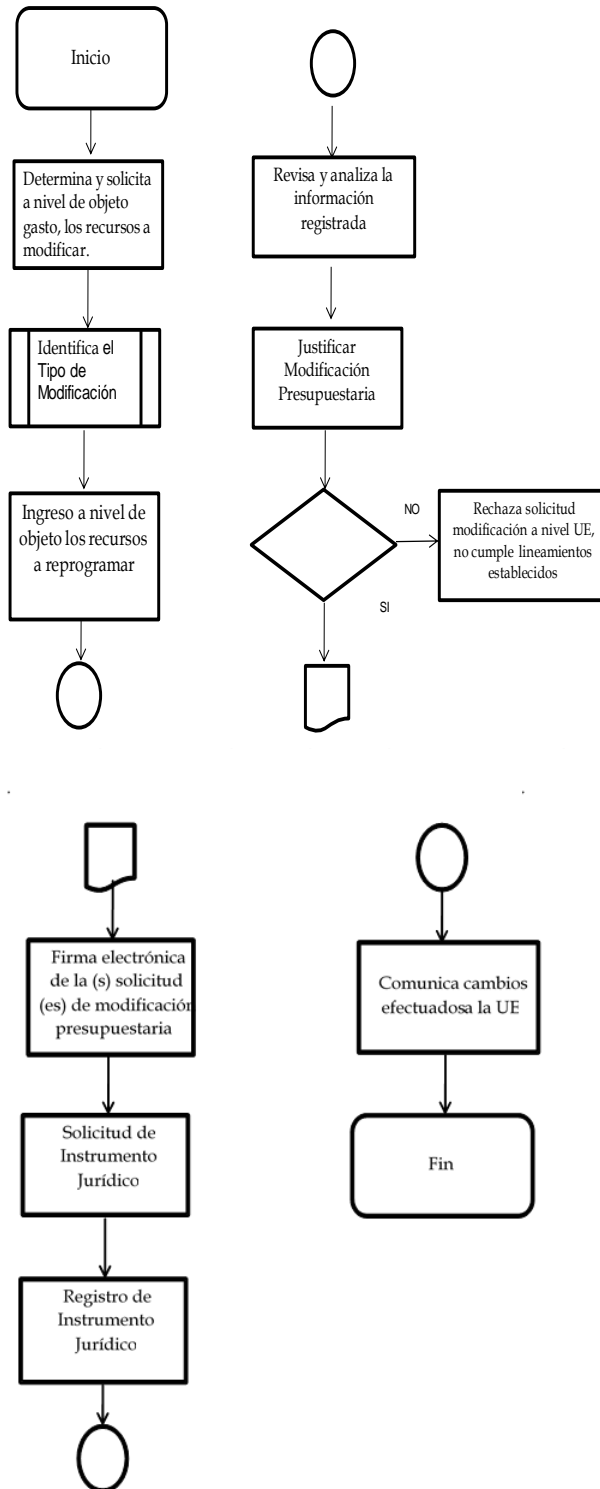 Inicio
Determina y solicita
a nivel de objeto
gasto, los recursos a
modificar.
Identifica el
Tipo de
Modificación
Ingreso a nivel de
objeto los recursos
a reprogramar
Revisa y analiza la
información
registrada
Justificar
Modificación
Presupuestaria
NO
Rechaza solicitud
modificación a nivel UE,
no cumple lineamientos
establecidos
SI
Firma electrónica
de la (s) solicitud
(es) de modificación
presupuestaria
Solicitud de
Instrumento
Jurídico
Registro de
Instrumento
Jurídico
Comunica cambios
efectuadosa la UE
Fin